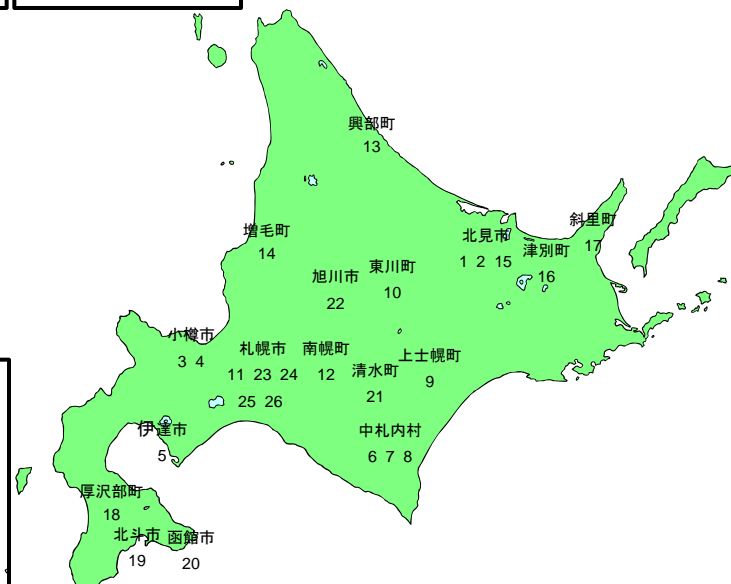 興部町
13
斜里町
17
増毛町
14
北見市
1 2 15
津別町
16
旭川市
22
東川町
10
小樽市
3 4
札幌市
11 23 24
25 26
南幌町
12
清水町
21
上士幌町
9
伊達市
5
中札内村
6 7 8
厚沢部町
18
北斗市
19
函館市
20